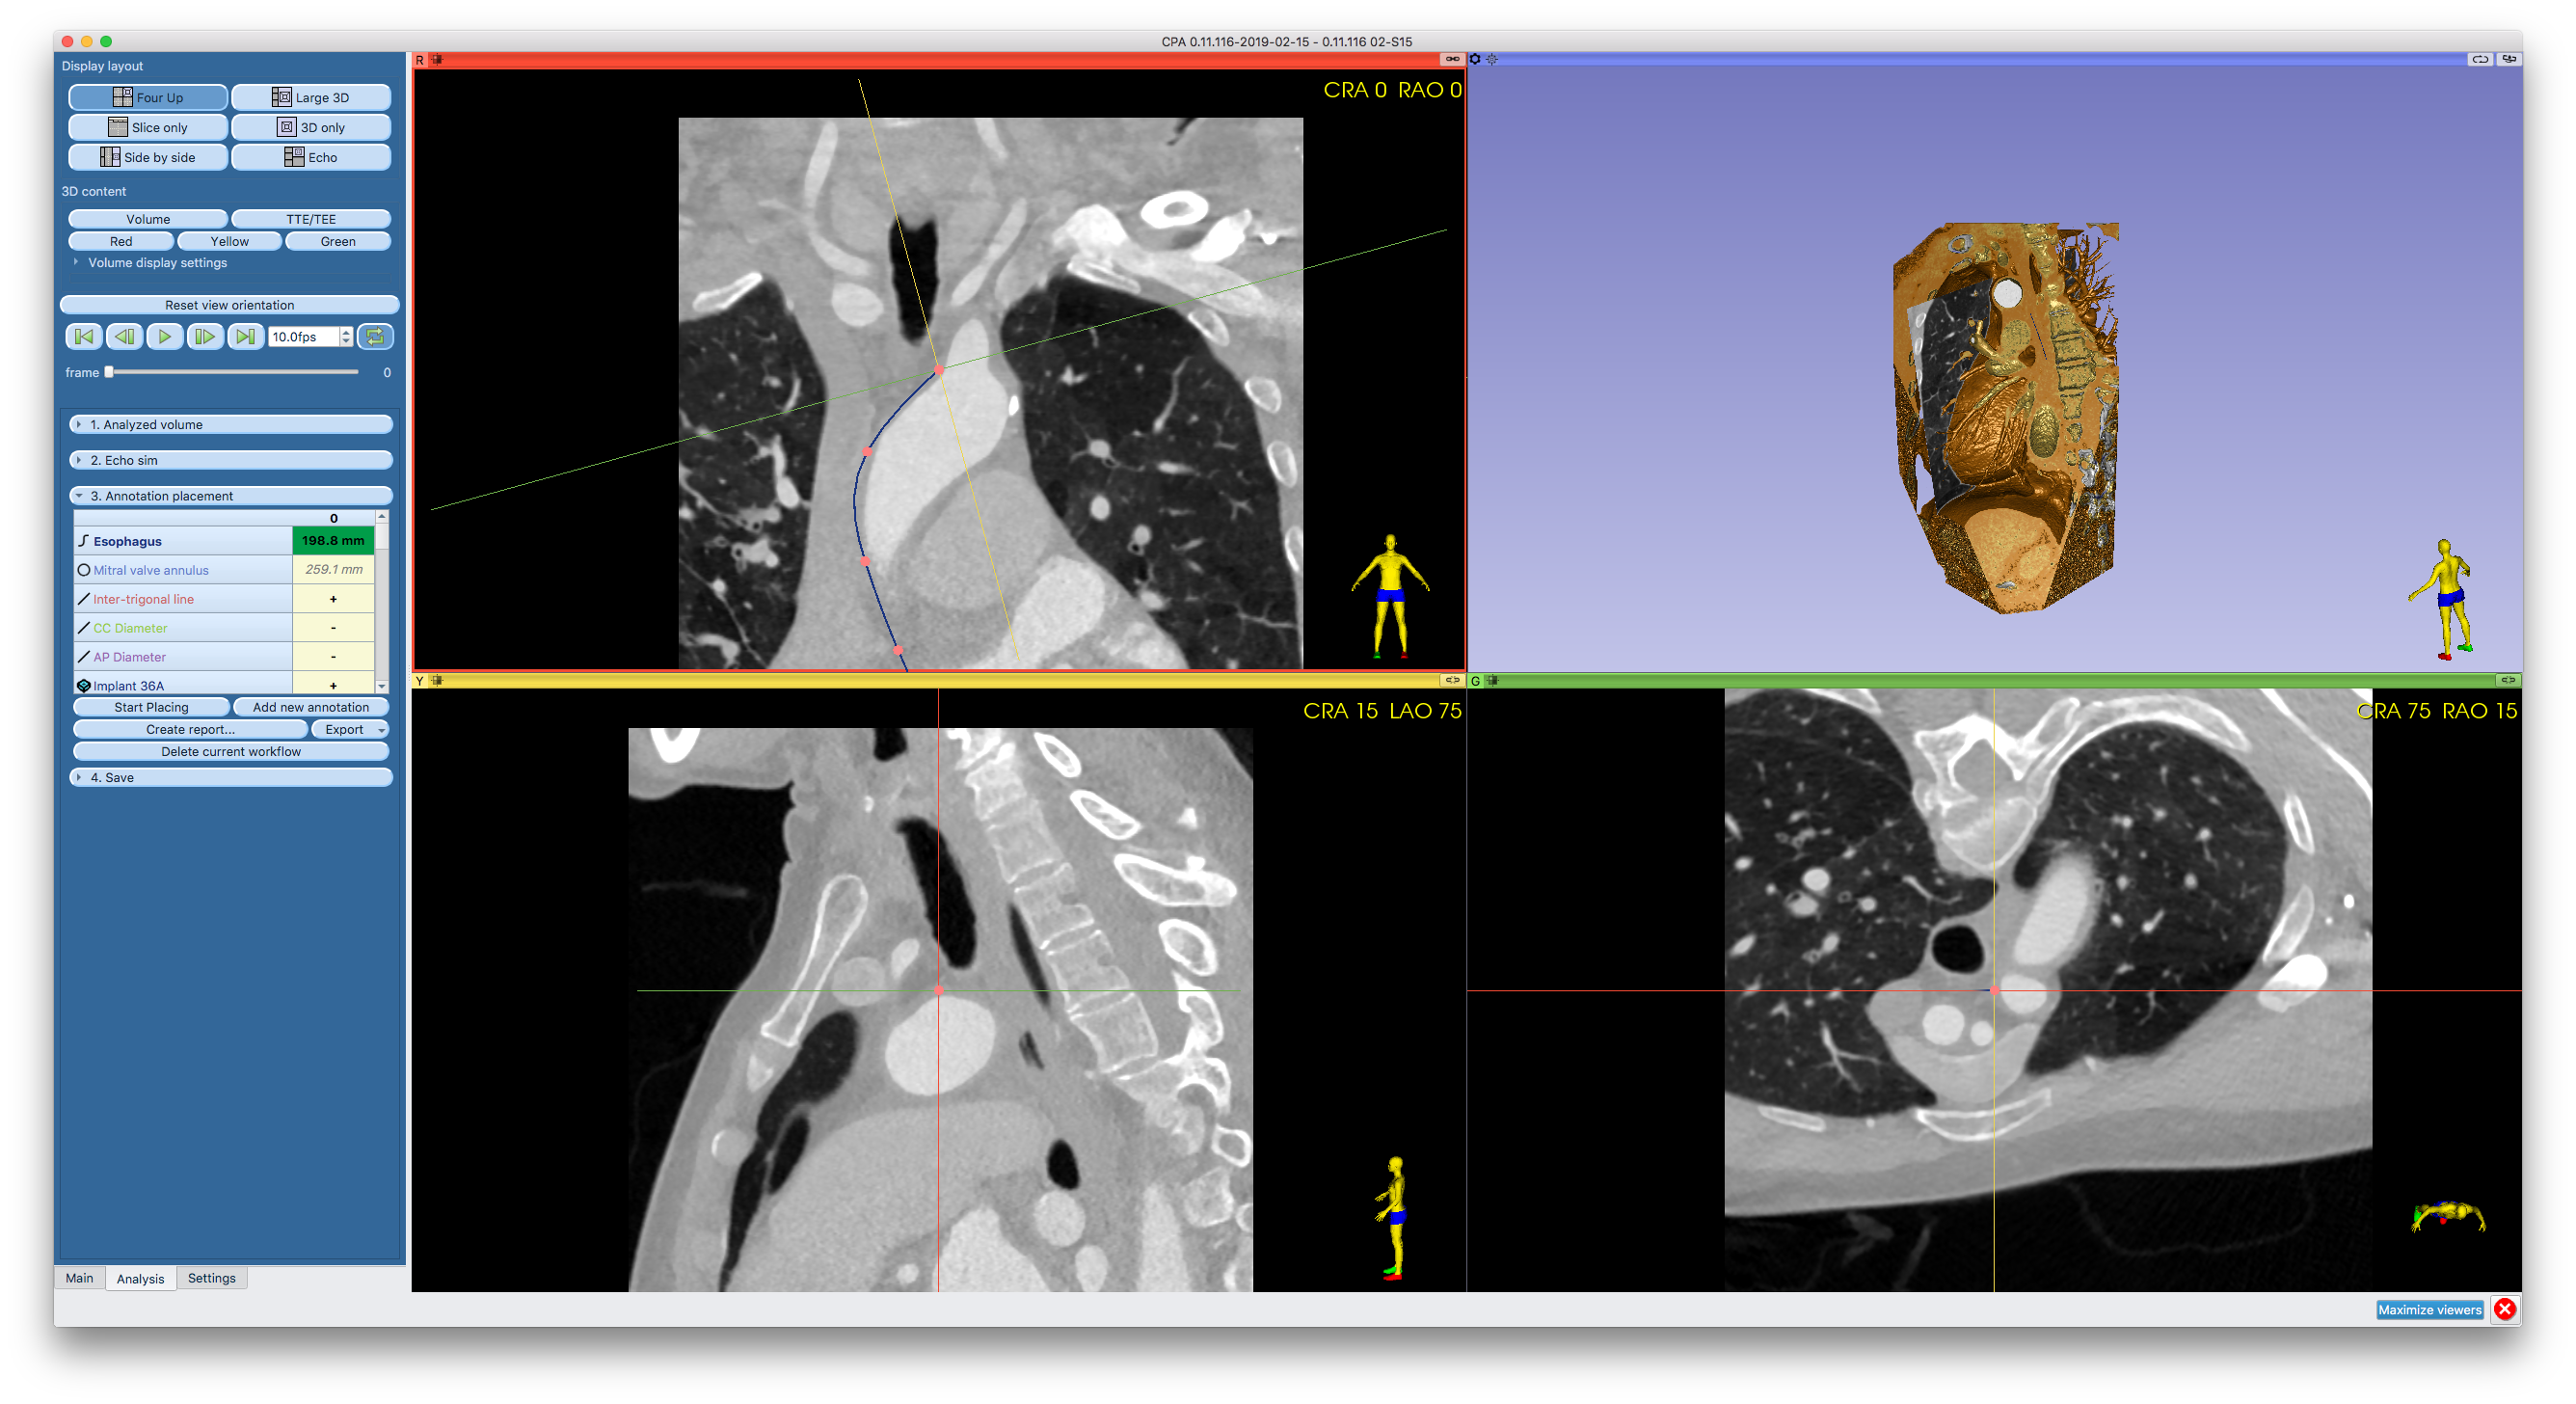 CPA 0.11.116-2019-02-15 - 0.11.116 02-S15
Display layout
Four Up
Large 3D
Slice only
3D only
Side by side
Echo
3D content
Volume
TTE/TEE
Red
Yellow
Green
Volume display settings
Reset view orientation
10.0fps
frame
0
1. Analyzed volume
2. Echo sim
3. Annotation placement
0
Esophagus 198.8 mm
Mitral valve annulus 259.1 mm
Inter-trigonal line +
CC Diameter -
AP Diameter -
Implant 36A +
Start Placing
Add new annotation
Create report...
Export
Delete current workflow
4. Save
Main
Analysis
Settings
R
CRA 0 RAO 0
Y
CRA 15 LAO 75
G
CRA 75 RAO 15
Maximize viewers